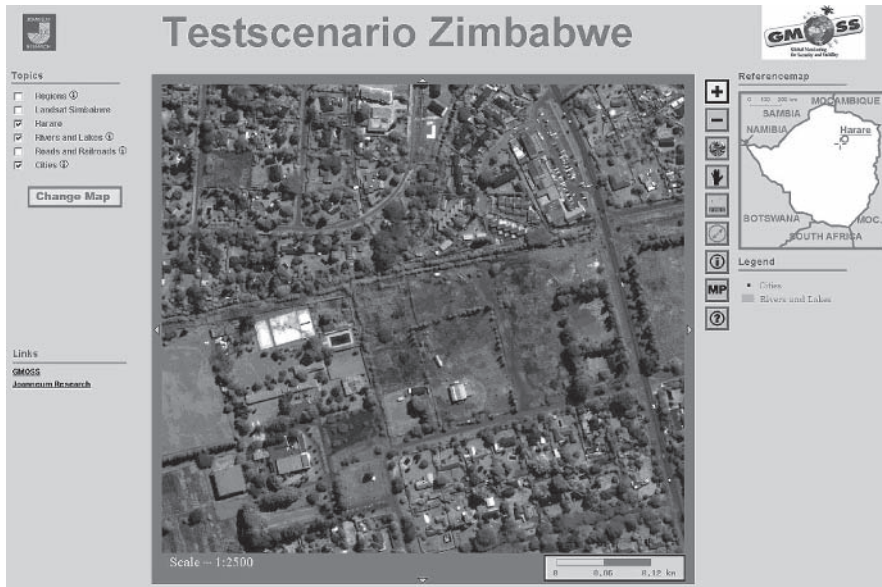 Testscenario Zimbabwe
GMOSS
Global Monitoring
for Security and Stability
Topics
Regions
Landsat Simbabwe
Harare
Rivers and Lakes
Roads and Railroads
Cities
Change Map
Links
GMOSS
Joanneum Research
Scale ~ 1:2500
0 0.06 0.12 km
MP
Referencemap
MOCAMBIQUE
SAMBIA
NAMIBIA
Harare
BOTSWANA
MOC.
SOUTH AFRICA
Legend
Cities
Rivers and Lakes